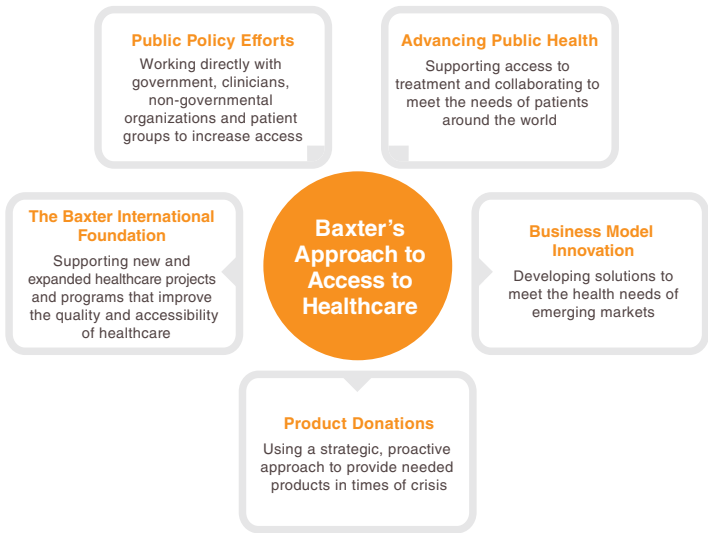 Public Policy Efforts
Working directly with
government, clinicians,
non-governmental
organizations and patient
groups to increase access
Advancing Public Health
Supporting access to
treatment and collaborating to
meet the needs of patients
around the world
The Baxter International
Foundation
Supporting new and
expanded healthcare projects
and programs that improve
the quality and accessibility
of healthcare
Baxter’s
Approach to
Access to
Healthcare
Business Model
Innovation
Developing solutions to
meet the health needs of
emerging markets
Product Donations
Using a strategic, proactive
approach to provide needed
products in times of crisis